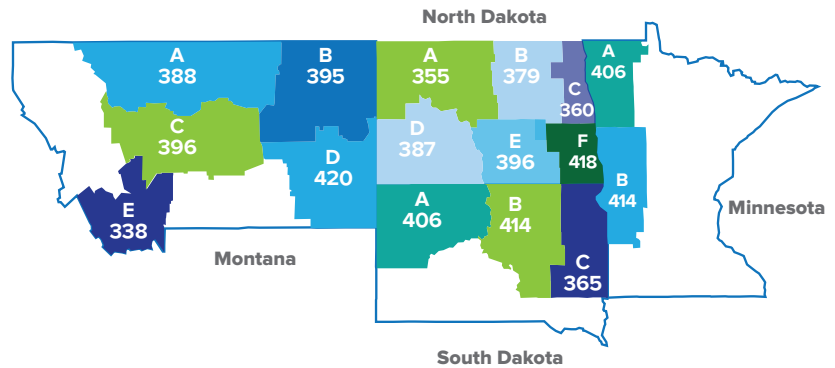 North Dakota
A
388
B
395
A
355
B
379
C
360
A
406
C
396
D
420
D
387
E
396
F
418
B
414
E
338
A
406
B
414
C
365
Montana
Minnesota
South Dakota